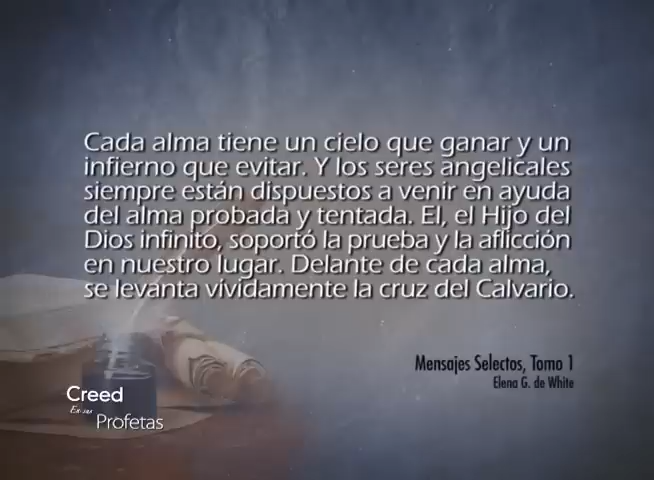 Cada alma tiene un cielo que ganar y un
infierno que evitar. Y los seres angelicales
siempre están dispuestos a venir en ayuda
del alma probada y tentada. El, el Hijo del
Dios infinito, soportó la prueba y la aflicción
en nuestro lugar. Delante de cada alma,
se levanta vívidamente la cruz del Calvario.
Mensajes Selectos, Tomo 1
Elena G. de White
Creed
En sus
Profetas